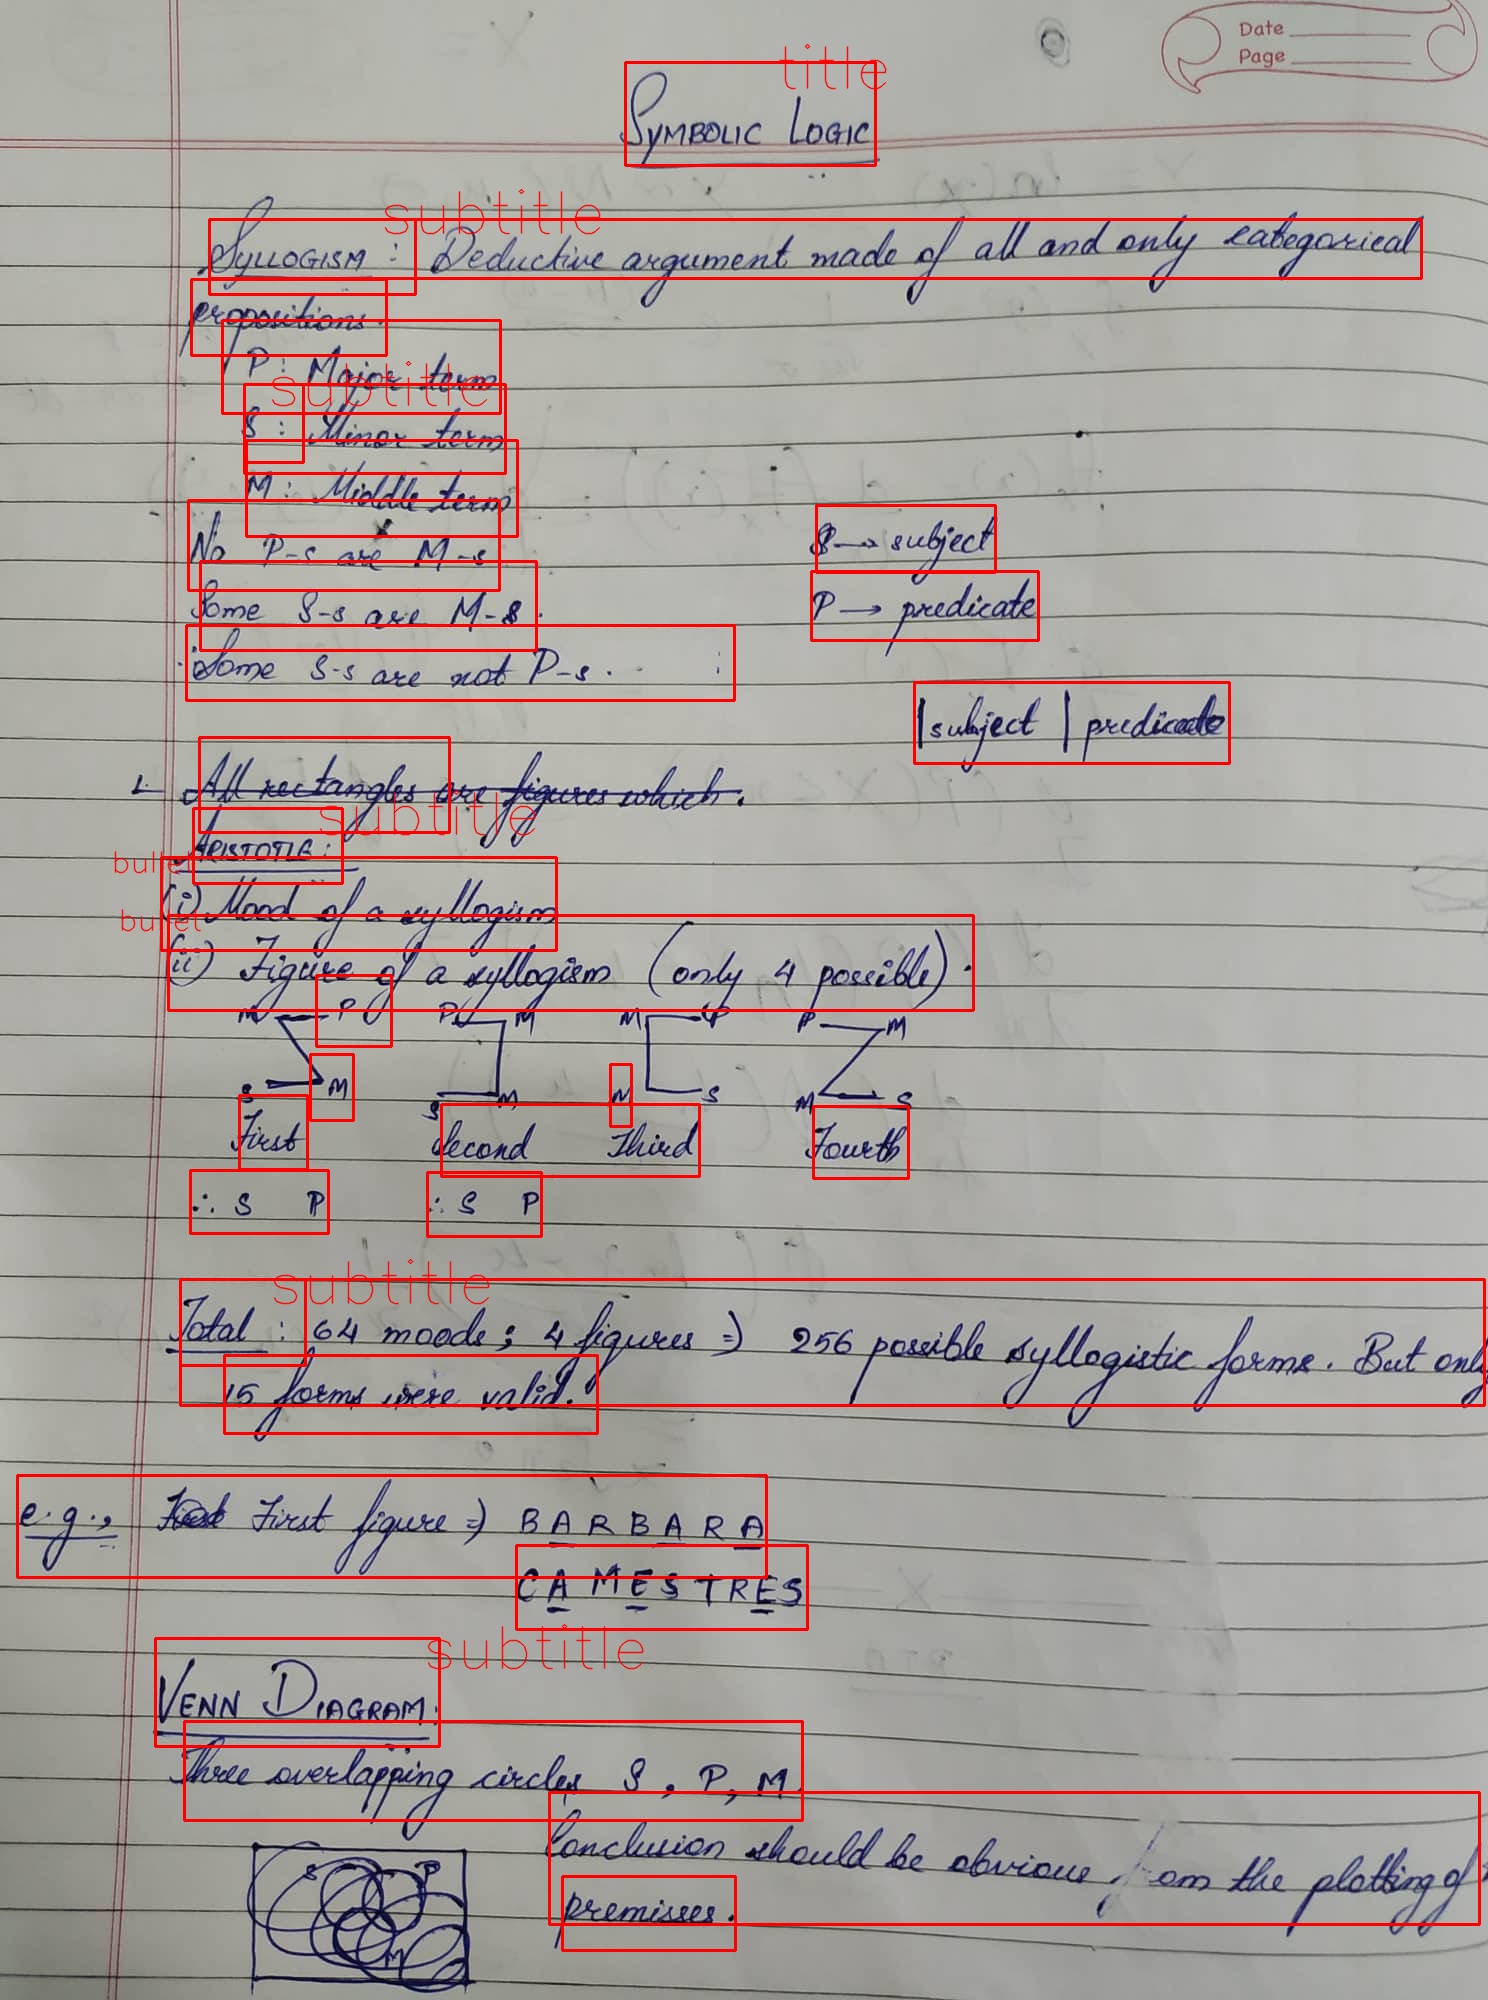 Date
Page
title
SYMBOLIC LOGIC
subtitle
SYLLOGISM : Deductive argument made of all and only categorical
propositions.
P : Major term
subtitle
S : Minor term
M : Middle term
No P-s are M-s
S → subject
Some S-s are M-s.
P → predicate
∴ Some S-s are not P-s.
| subject | predicate
1. All rectangles are figures which.
subtitle
ARISTOTLE :
bullet
(i) Mood of a syllogism
bullet
(ii) Figure of a syllogism (only 4 possible).
M P P M M P P M
S M S M M S M S
First Second Third Fourth
∴ S P ∴ S P
subtitle
Total : 64 moods ; 4 figures ⇒ 256 possible syllogistic forms. But only
15 forms were valid.
e.g., First figure ⇒ BARBARA
CAMESTRES
subtitle
VENN DIAGRAM :
Three overlapping circles S, P, M.
Conclusion should be obvious from the plotting of
premisses.
S P
M